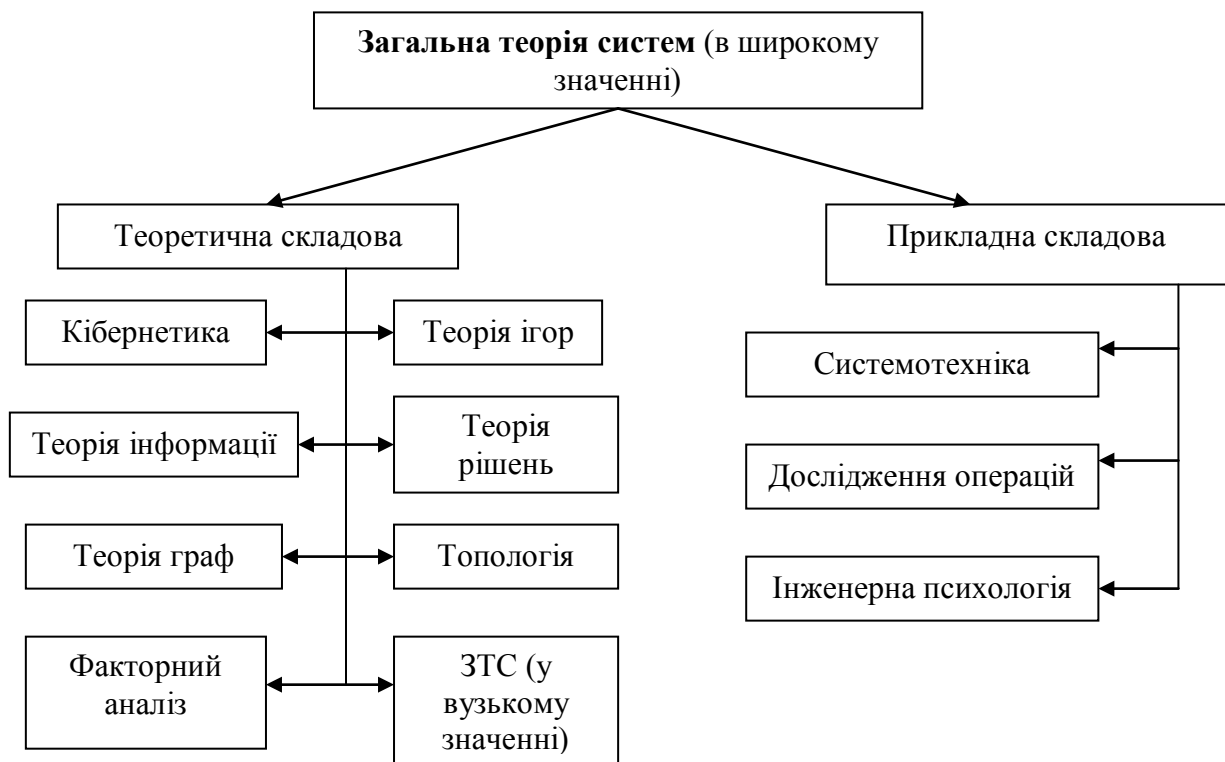 Загальна теорія систем (в широкому
значенні)
Теоретична складова
Прикладна складова
Кібернетика
Теорія ігор
Системотехніка
Теорія інформації
Теорія
рішень
Дослідження операцій
Теорія граф
Топологія
Інженерна психологія
Факторний
аналіз
ЗТС (у
вузькому
значенні)